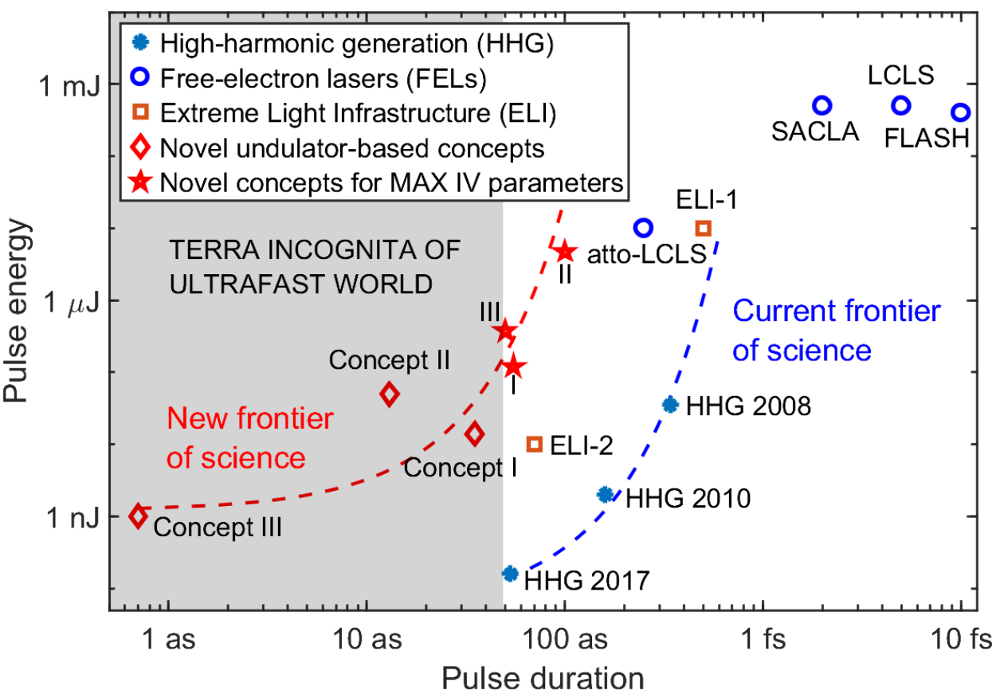 High-harmonic generation (HHG)
Free-electron lasers (FELs)
Extreme Light Infrastructure (ELI)
Novel undulator-based concepts
Novel concepts for MAX IV parameters
1 mJ
1 μJ
1 nJ
Pulse energy
LCLS
SACLA
FLASH
ELI-1
atto-LCLS
TERRA INCOGNITA OF
ULTRAFAST WORLD
II
III
I
Current frontier
of science
Concept II
New frontier
of science
HHG 2008
ELI-2
Concept I
HHG 2010
Concept III
HHG 2017
1 as
10 as
100 as
1 fs
10 fs
Pulse duration